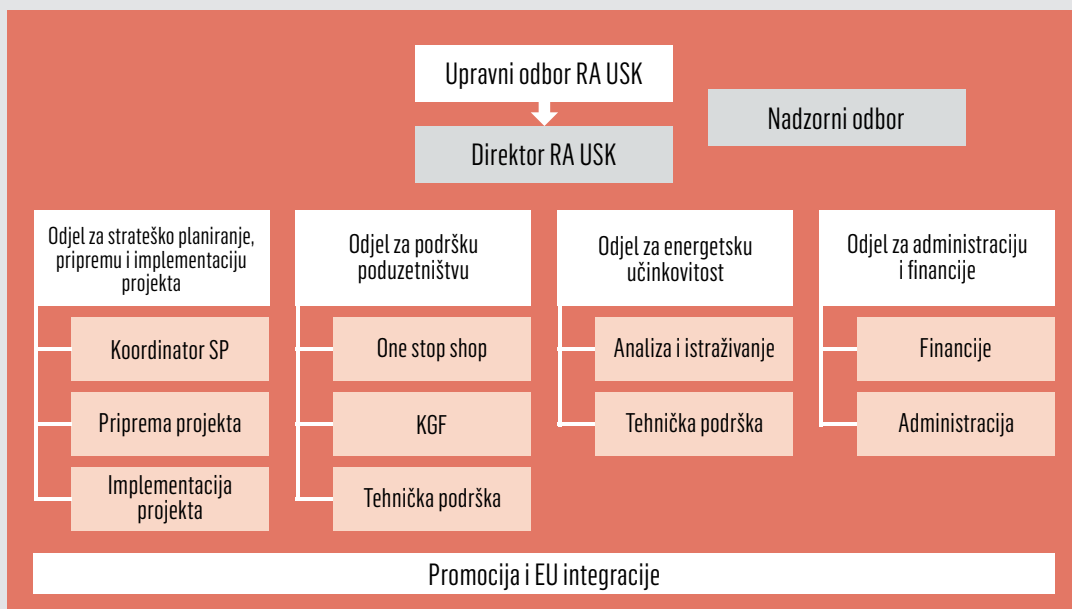 Upravni odbor RA USK
Nadzorni odbor
Direktor RA USK
Odjel za strateško planiranje,
pripremu i implementaciju
projekta
Koordinator SP
Priprema projekta
Implementacija
projekta
Odjel za podršku
poduzetništvu
One stop shop
KGF
Tehnička podrška
Odjel za energetsku
učinkovitost
Analiza i istraživanje
Tehnička podrška
Odjel za administraciju
i financije
Financije
Administracija
Promocija i EU integracije